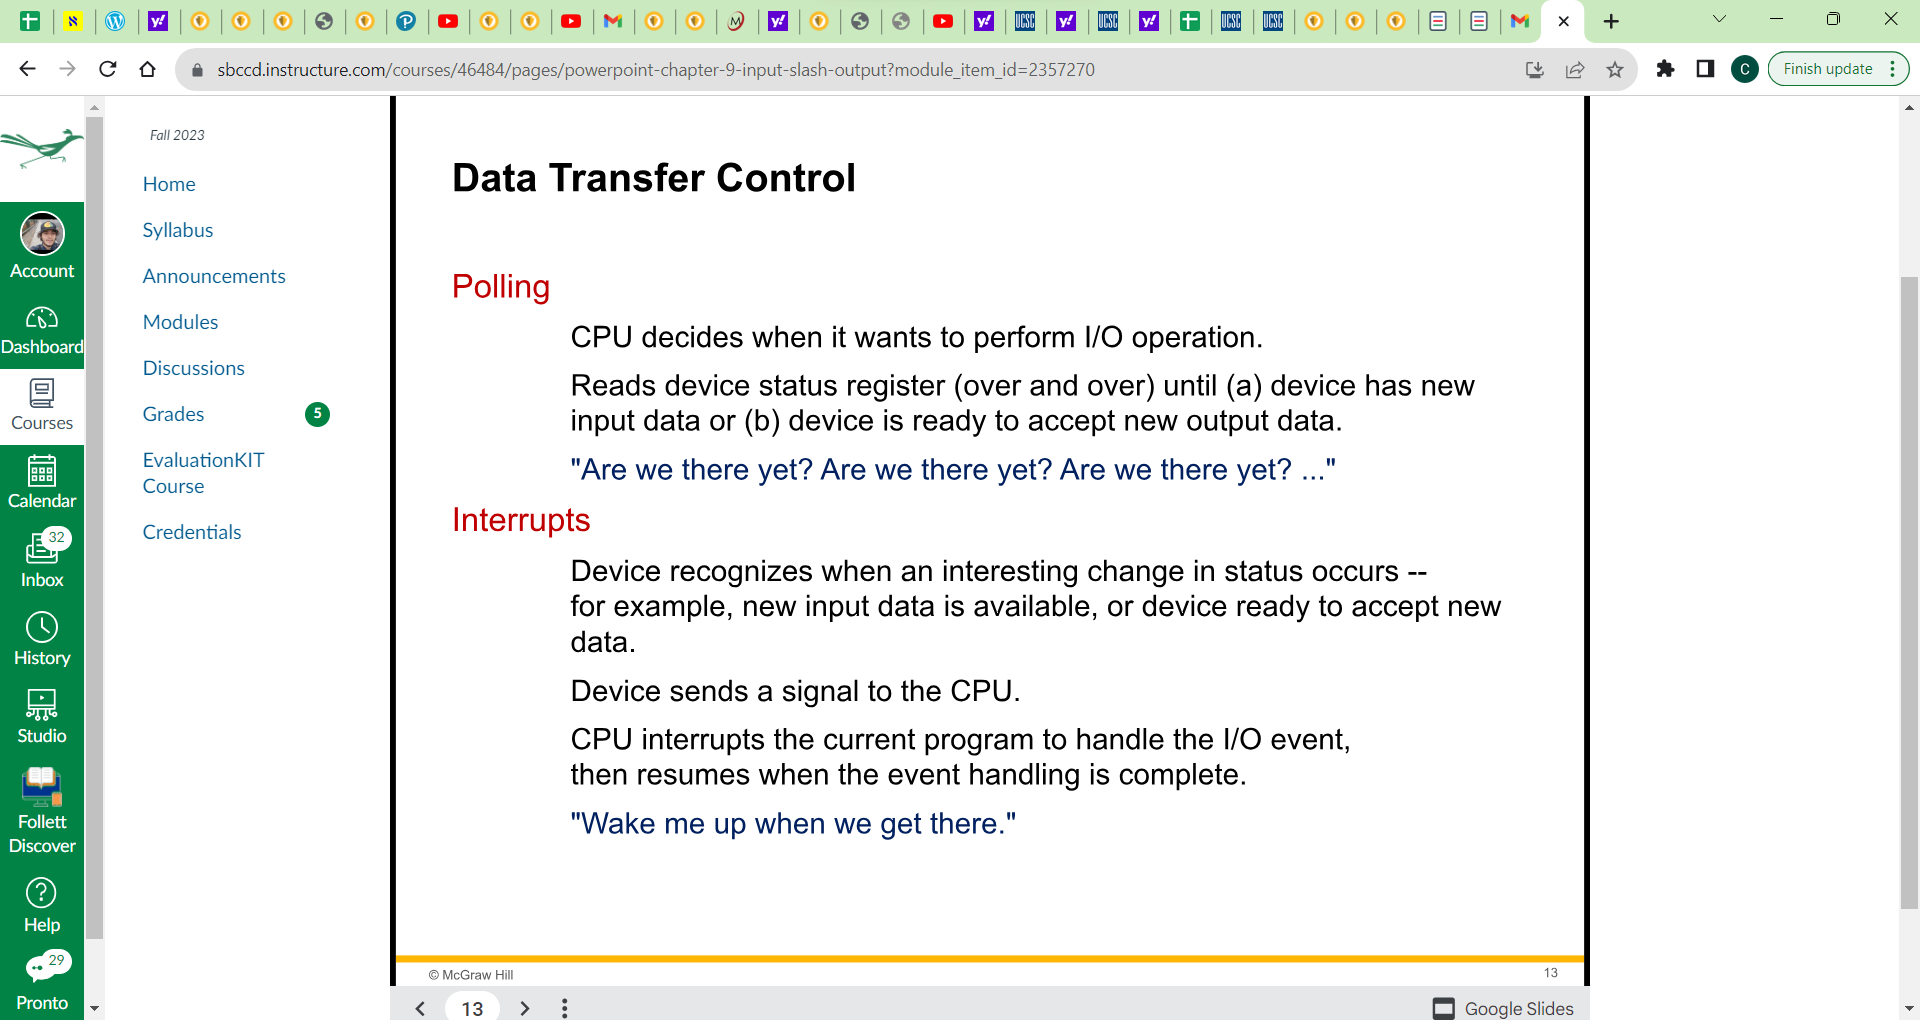 sbccd.instructure.com/courses/46484/pages/powerpoint-chapter-9-input-slash-output?module_item_id=2357270
C
Finish update
Account
Dashboard
Courses
Calendar
32
Inbox
History
Studio
Follett
Discover
Help
29
Pronto
Fall 2023
Home
Syllabus
Announcements
Modules
Discussions
Grades
5
EvaluationKIT
Course
Credentials
Data Transfer Control
Polling
CPU decides when it wants to perform I/O operation.
Reads device status register (over and over) until (a) device has new
input data or (b) device is ready to accept new output data.
"Are we there yet? Are we there yet? Are we there yet? ..."
Interrupts
Device recognizes when an interesting change in status occurs --
for example, new input data is available, or device ready to accept new
data.
Device sends a signal to the CPU.
CPU interrupts the current program to handle the I/O event,
then resumes when the event handling is complete.
"Wake me up when we get there."
© McGraw Hill
13
13
Google Slides